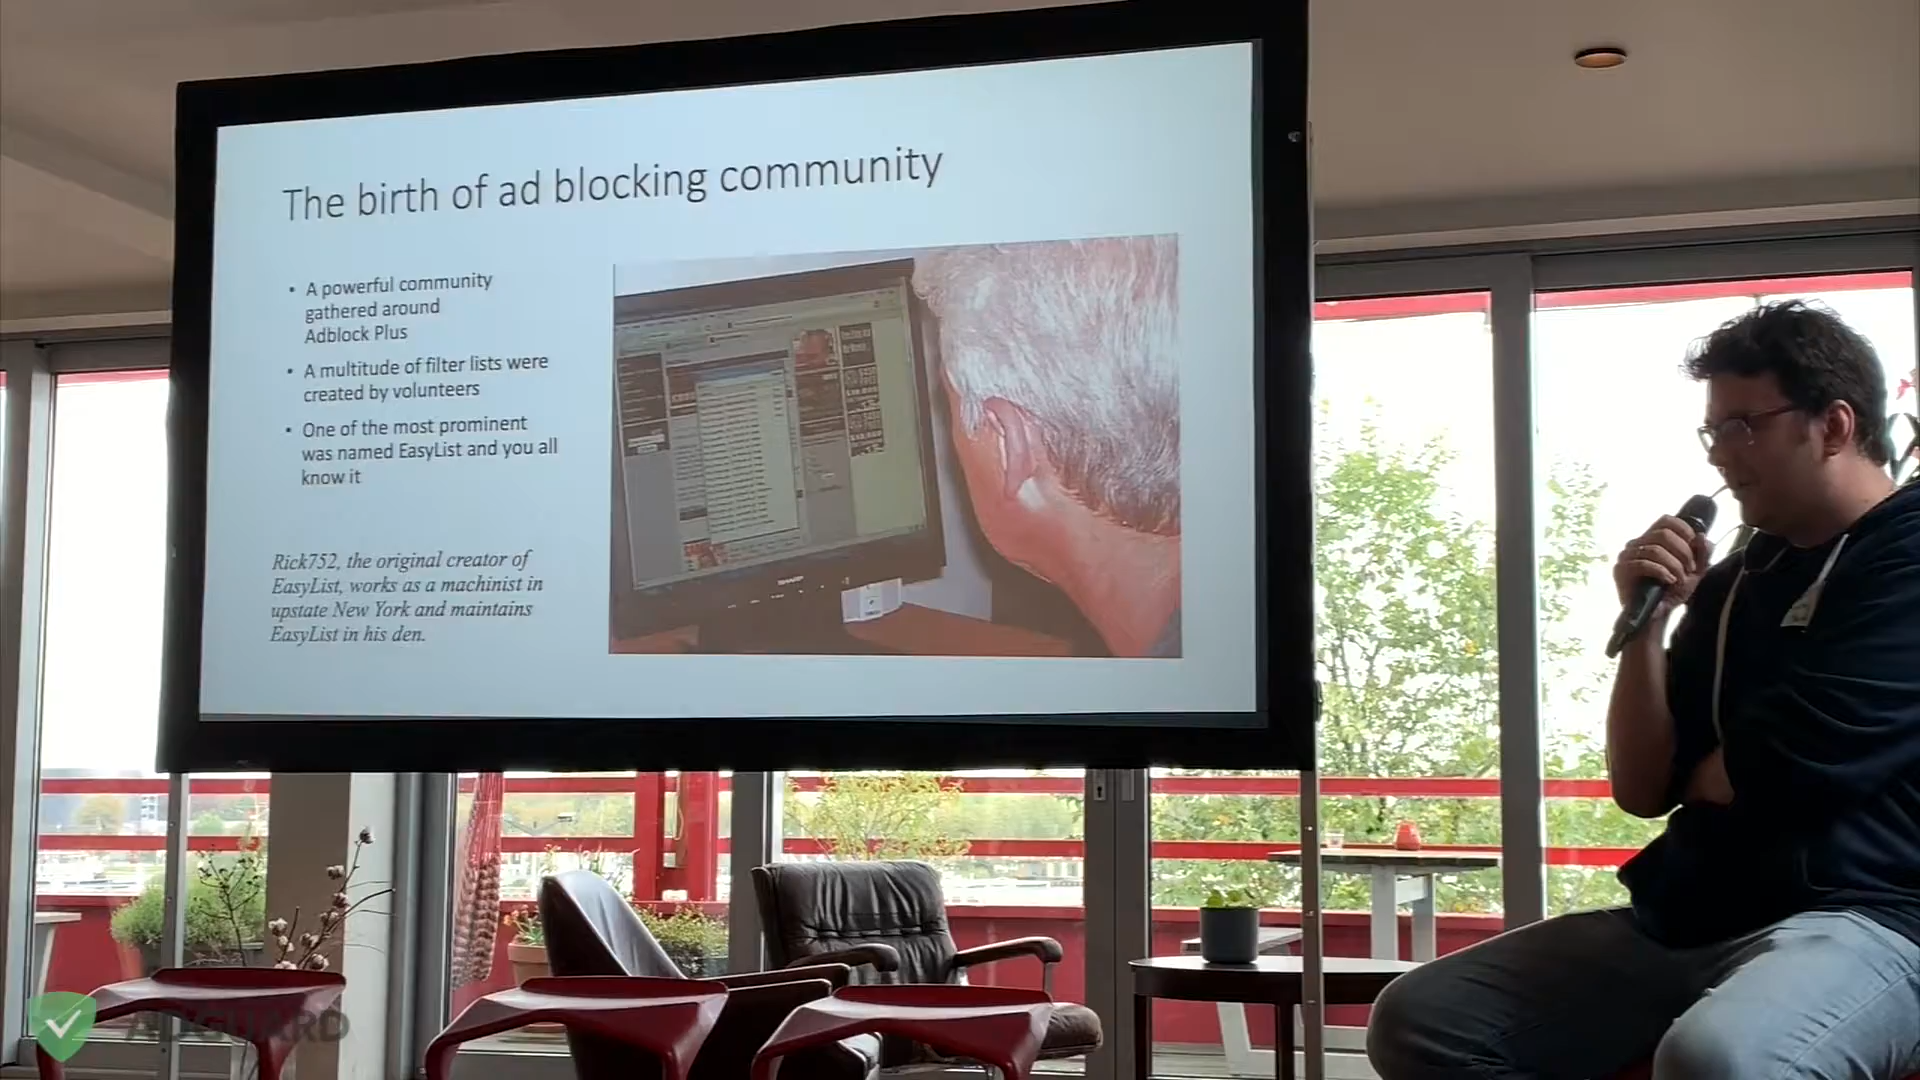 The birth of ad blocking community
• A powerful community
gathered around
Adblock Plus
• A multitude of filter lists were
created by volunteers
• One of the most prominent
was named EasyList and you all
know it
Rick752, the original creator of
EasyList, works as a machinist in
upstate New York and maintains
EasyList in his den.
SHARP
ADGUARD